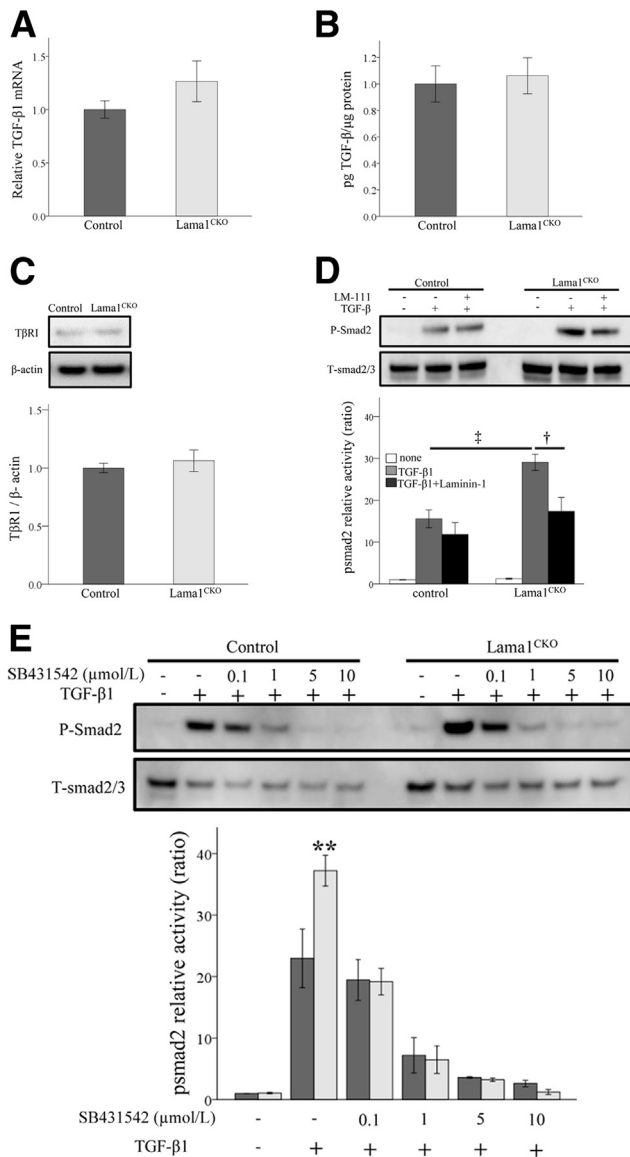 A
Relative TGF-β1 mRNA
1.5
1.0
0.5
0.0
Control
Lama1CKO
B
pg TGF-β/μg protein
1.2
1.0
0.8
0.6
0.4
0.2
0.0
Control
Lama1CKO
C
Control Lama1CKO
TβR1
β-actin
TβR1 / β- actin
1.5
1.0
0.5
0.0
Control
Lama1CKO
D
Control Lama1CKO
LM-111 - - + - - +
TGF-β - + + - + +
P-Smad2
T-smad2/3
psmad2 relative activity (ratio)
40
30
20
10
0
none
TGF-β1
TGF-β1+Laminin-1
‡
†
control
Lama1CKO
E
Control Lama1CKO
SB431542 (μmol/L) - - 0.1 1 5 10 - - 0.1 1 5 10
TGF-β1 - + + + + + - + + + + +
P-Smad2
T-smad2/3
psmad2 relative activity (ratio)
40
30
20
10
0
**
SB431542 (μmol/L) - - 0.1 1 5 10
TGF-β1 - + + + + +